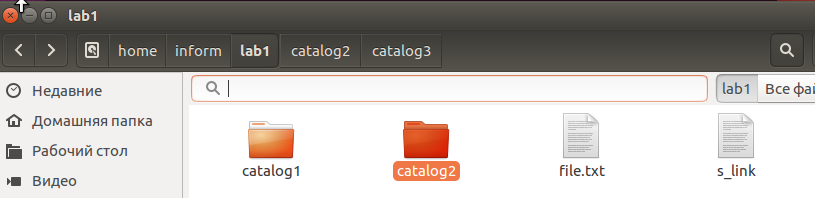 lab1
home inform lab1 catalog2 catalog3
lab1 Все фай
Недавние
Домашняя папка
Рабочий стол
Видео
catalog1 catalog2 file.txt s_link